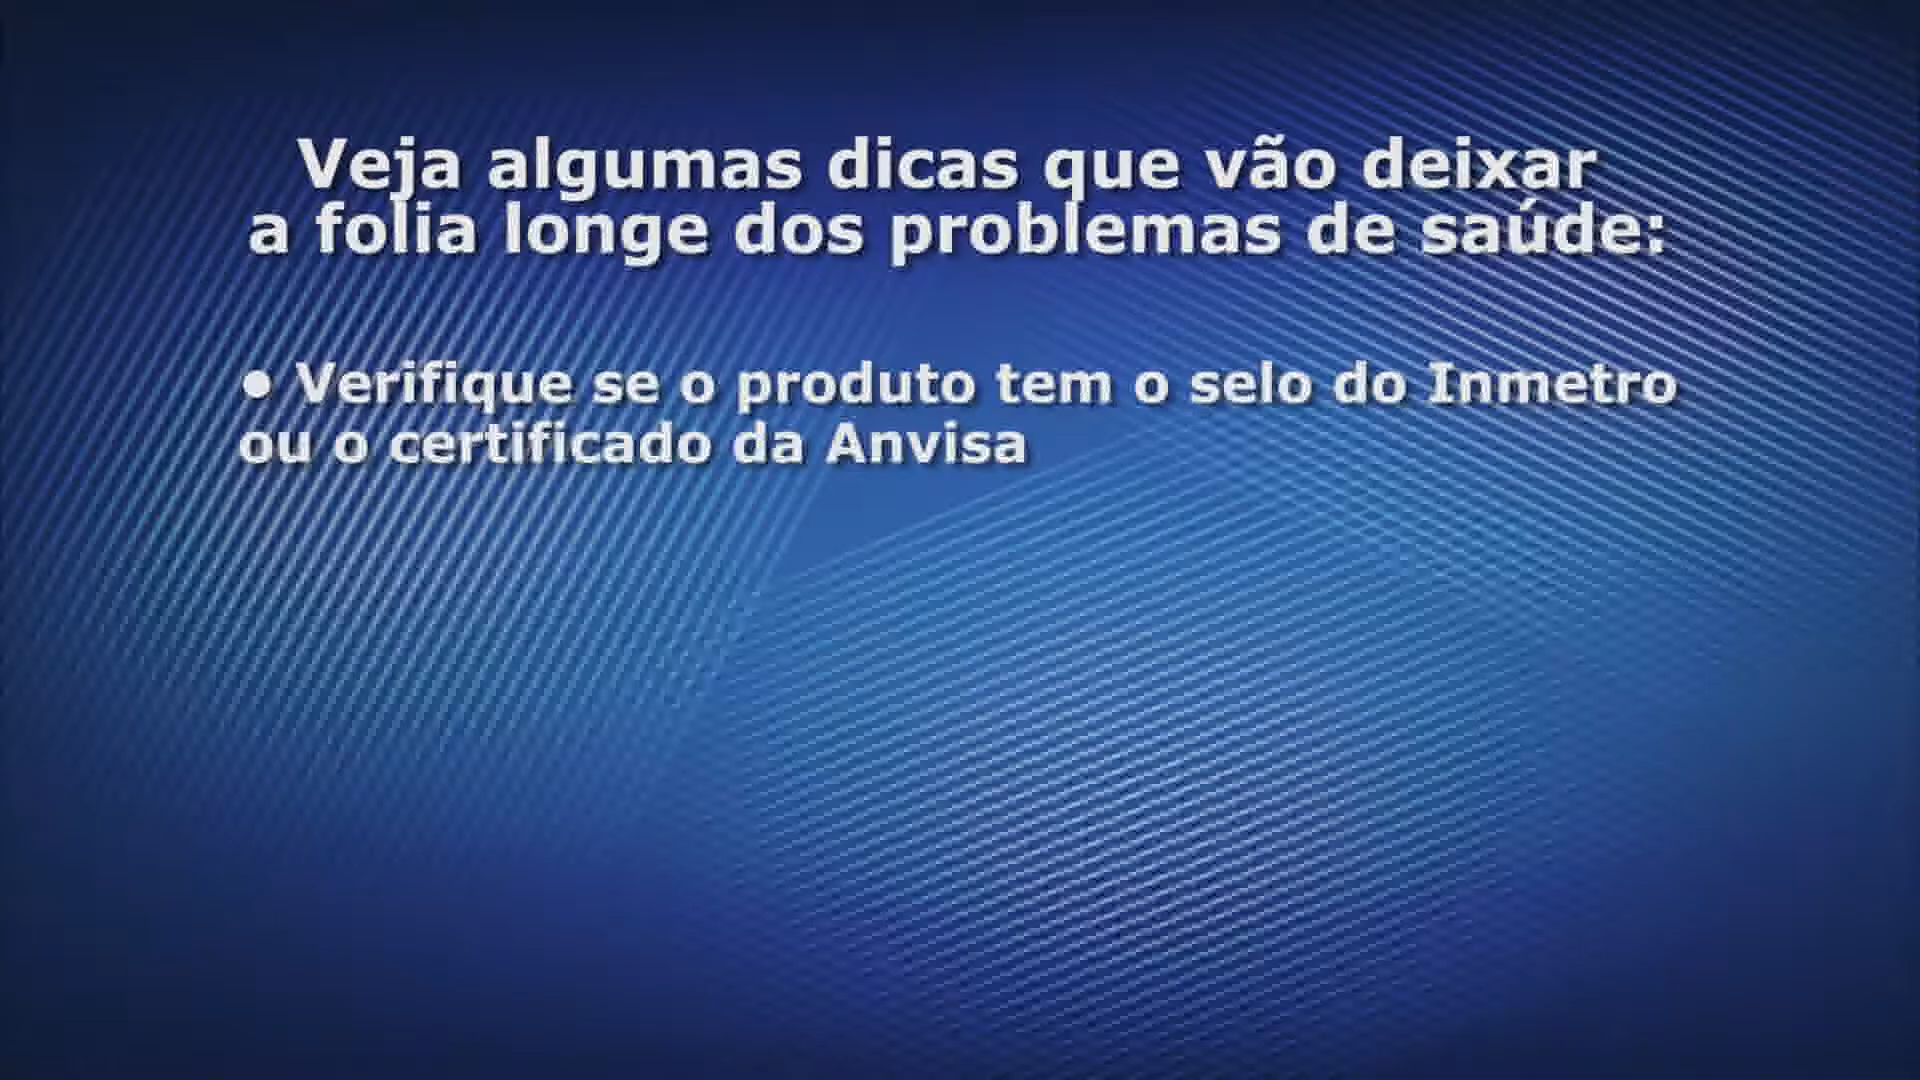 Veja algumas dicas que vão deixar
a folia longe dos problemas de saúde:
● Verifique se o produto tem o selo do Inmetro
ou o certificado da Anvisa